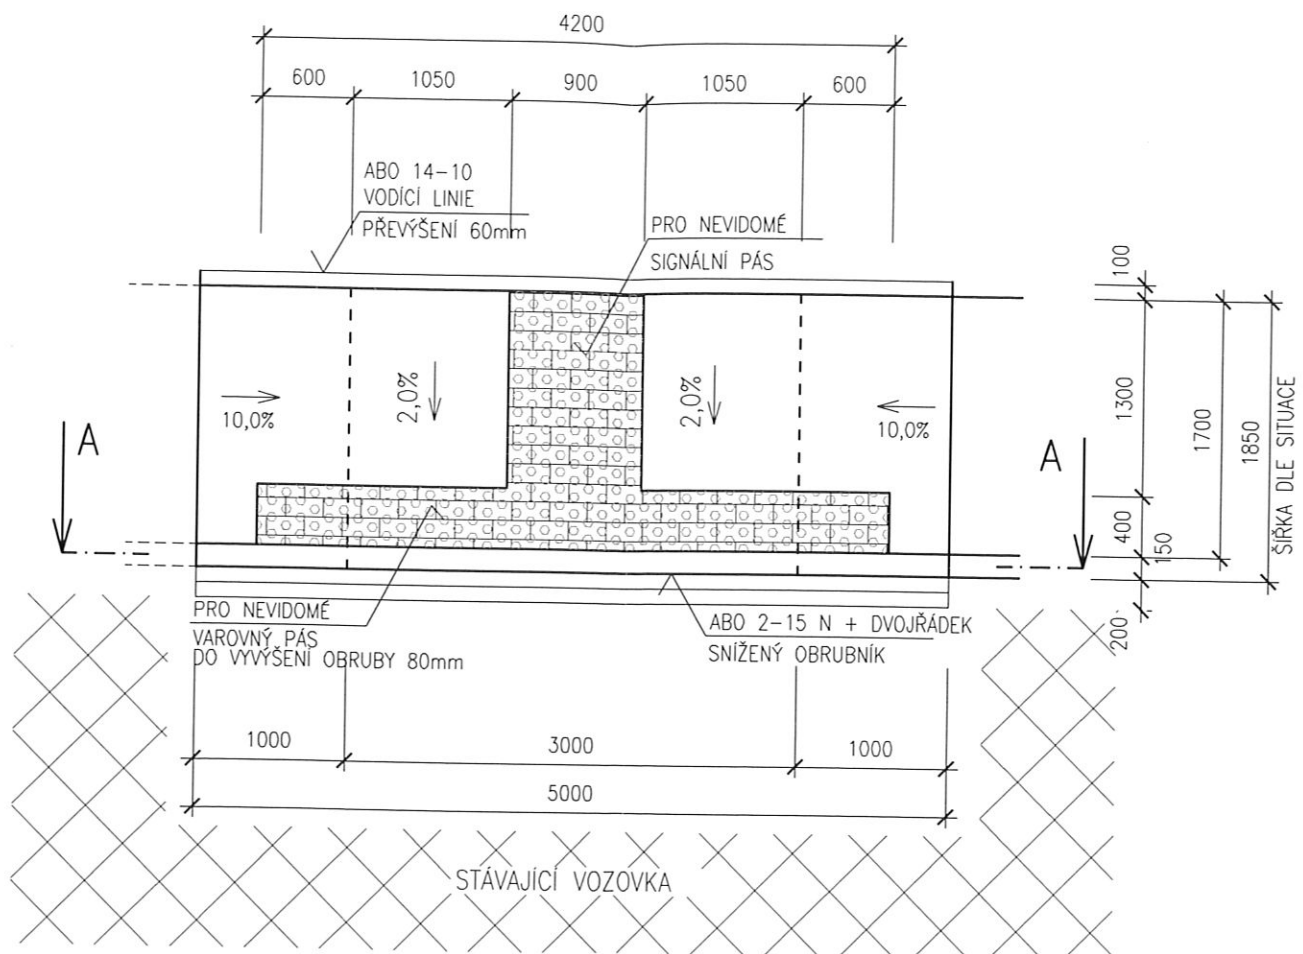 4200
600
1050
900
1050
600
ABO 14-10
VODÍCÍ LINIE
PŘEVÝŠENÍ 60mm
PRO NEVIDOMÉ
SIGNÁLNÍ PÁS
100
10,0%
2,0%
2,0%
10,0%
1300
1700
1850
ŠÍŘKA DLE SITUACE
A
A
400
150
200
PRO NEVIDOMÉ
VAROVNÝ PÁS
DO VYVÝŠENÍ OBRUBY 80mm
ABO 2-15 N + DVOJŘÁDEK
SNÍŽENÝ OBRUBNÍK
1000
3000
1000
5000
STÁVAJÍCÍ VOZOVKA